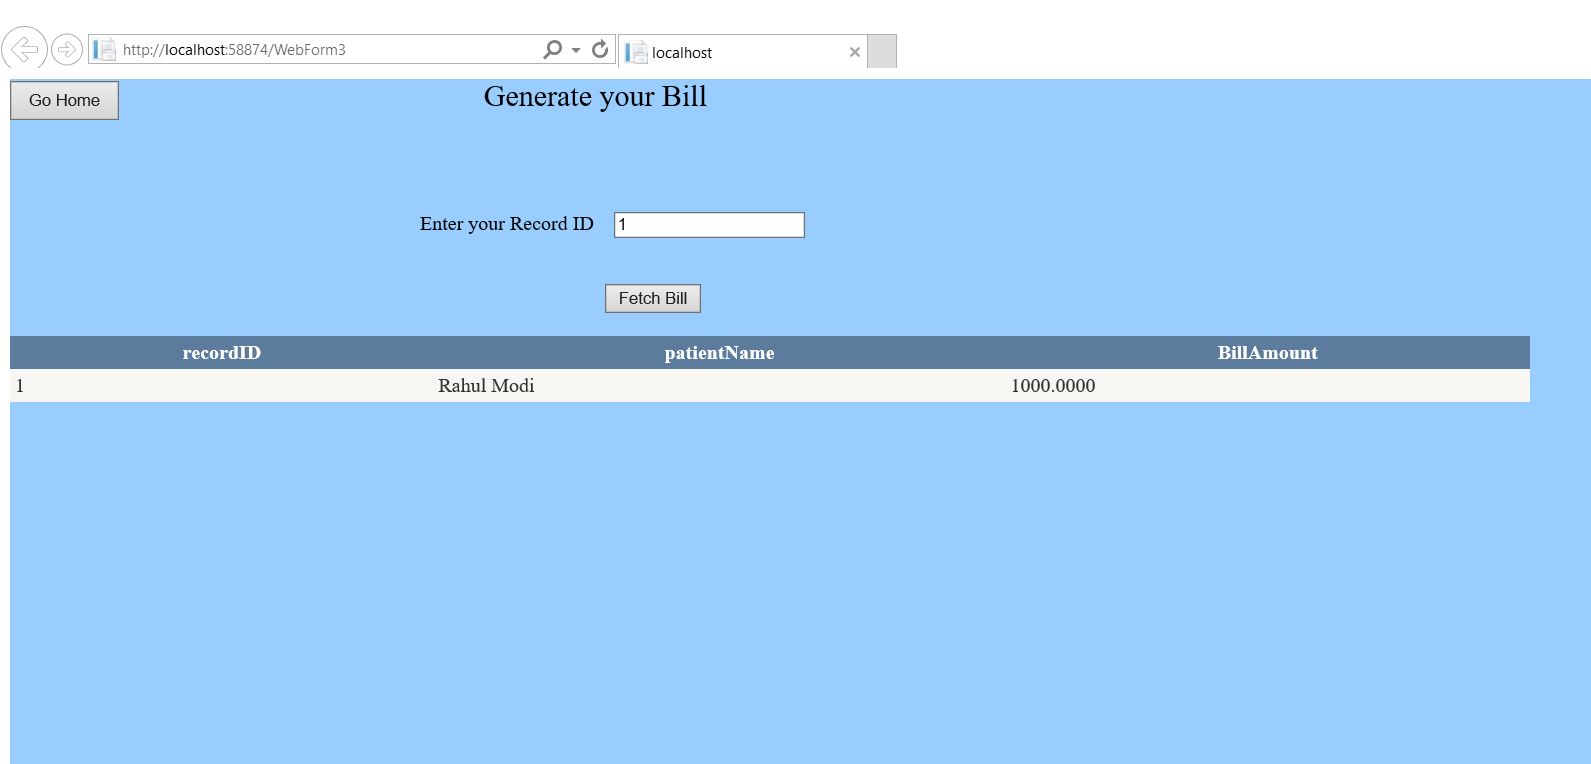 http://localhost:58874/WebForm3
localhost
Go Home
Generate your Bill
Enter your Record ID 1
Fetch Bill
recordID patientName BillAmount
1 Rahul Modi 1000.0000